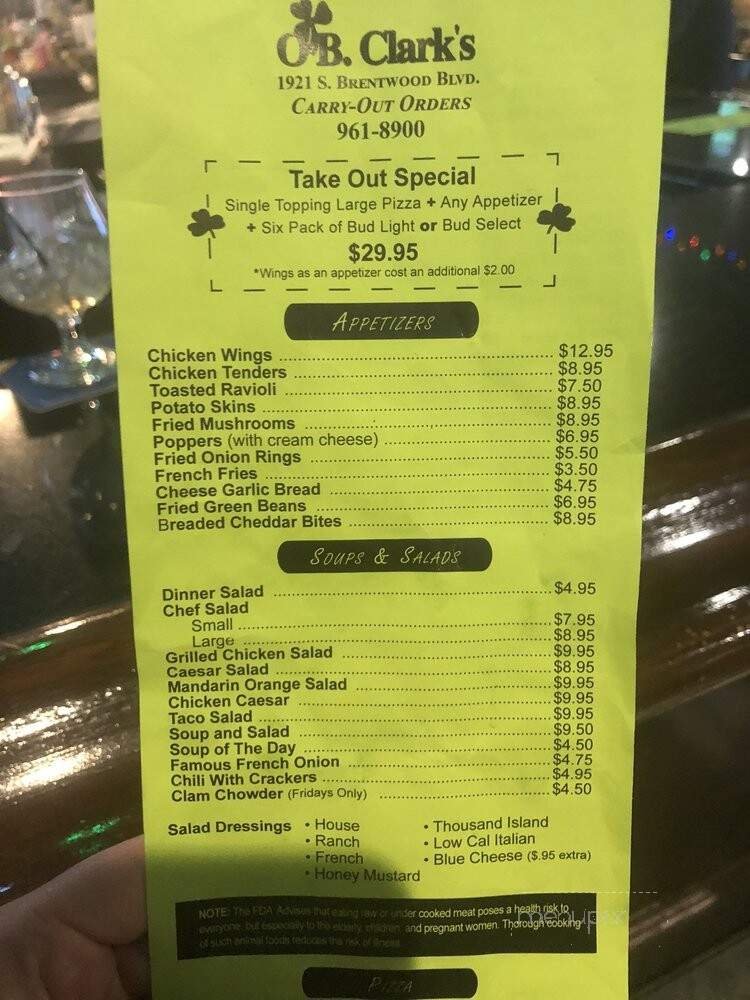 O'B. Clark's
1921 S. Brentwood Blvd.
Carry-Out Orders
961-8900
Take Out Special
Single Topping Large Pizza + Any Appetizer
+ Six Pack of Bud Light or Bud Select
$29.95
*Wings as an appetizer cost an additional $2.00
Appetizers
Chicken Wings $12.95
Chicken Tenders $8.95
Toasted Ravioli $7.50
Potato Skins $8.95
Fried Mushrooms $8.95
Poppers (with cream cheese) $6.95
Fried Onion Rings $5.50
French Fries $3.50
Cheese Garlic Bread $4.75
Fried Green Beans $6.95
Breaded Cheddar Bites $8.95
Soups & Salads
Dinner Salad $4.95
Chef Salad
Small $7.95
Large $8.95
Grilled Chicken Salad $9.95
Caesar Salad $8.95
Mandarin Orange Salad $9.95
Chicken Caesar $9.95
Taco Salad $9.95
Soup and Salad $9.50
Soup of The Day $4.50
Famous French Onion $4.75
Chili With Crackers $4.95
Clam Chowder (Fridays Only) $4.50
Salad Dressings • House • Thousand Island
• Ranch • Low Cal Italian
• French • Blue Cheese ($.95 extra)
• Honey Mustard
NOTE: The FDA Advises that eating raw or under cooked meat poses a health risk to
everyone, but especially to the elderly, children and pregnant women. Thorough cooking
of such animal foods reduces the risk of illness.
menupix
Pizza